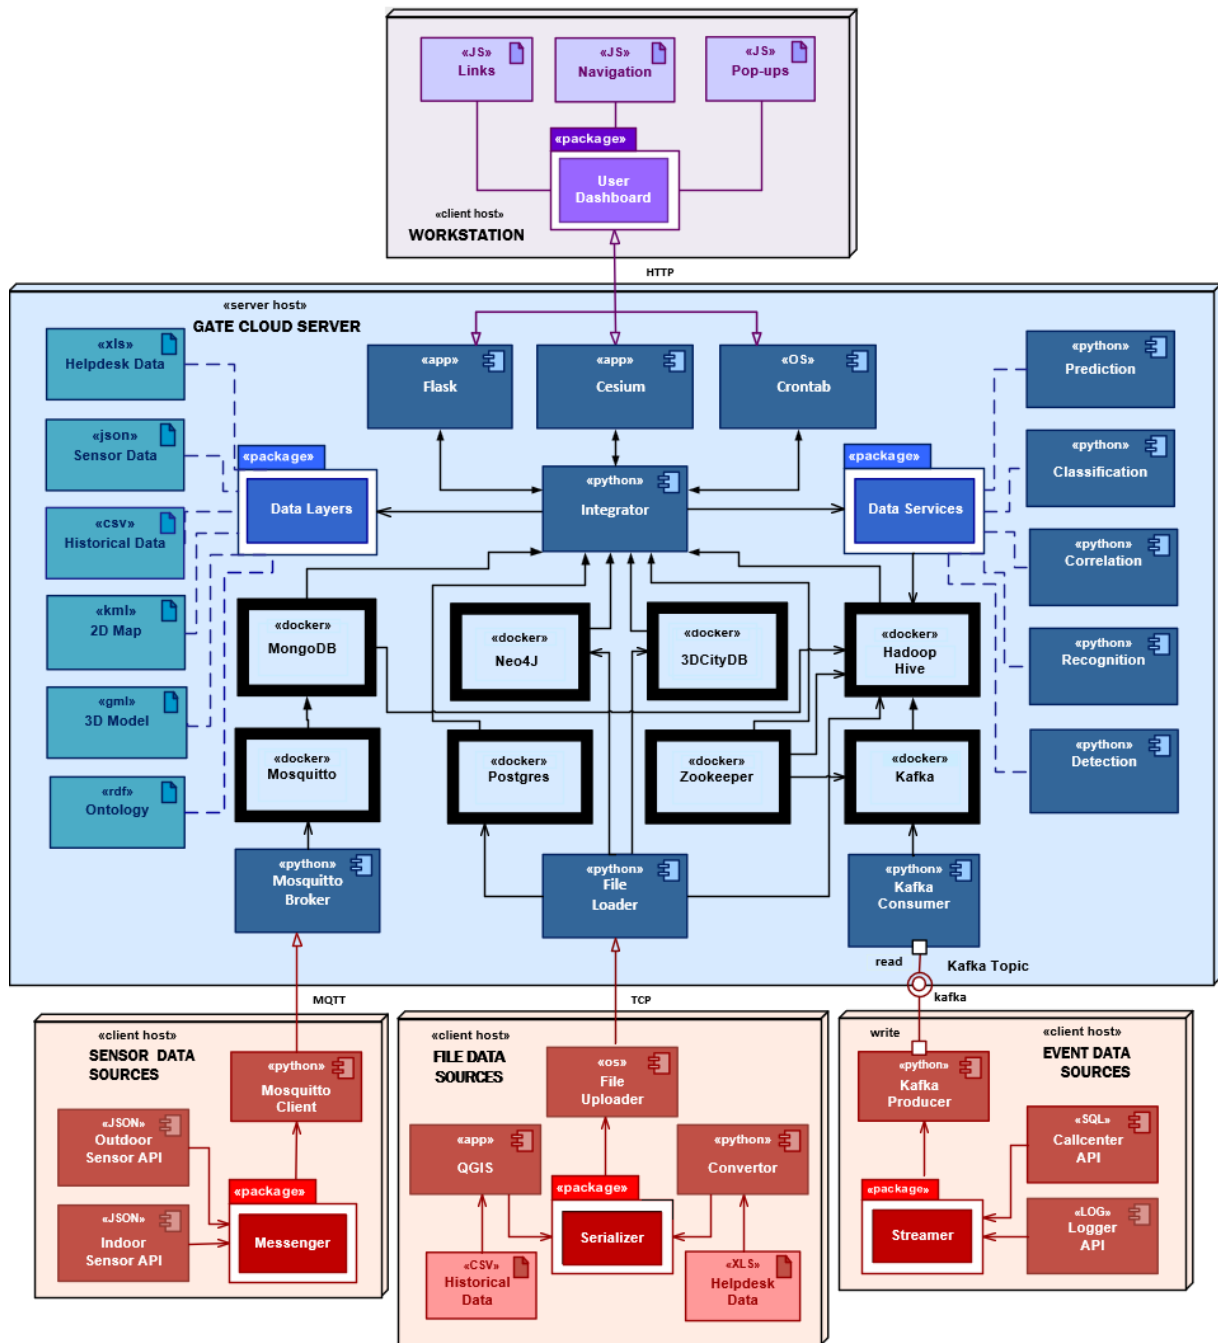 «JS»
Links
«JS»
Navigation
«JS»
Pop-ups
«package»
User
Dashboard
«client host»
WORKSTATION
HTTP
«server host»
GATE CLOUD SERVER
«xls»
Helpdesk Data
«json»
Sensor Data
«csv»
Historical Data
«kml»
2D Map
«gml»
3D Model
«rdf»
Ontology
«app»
Flask
«app»
Cesium
«OS»
Crontab
«package»
Data Layers
«python»
Integrator
«package»
Data Services
«python»
Prediction
«python»
Classification
«python»
Correlation
«python»
Recognition
«python»
Detection
«docker»
MongoDB
«docker»
Neo4J
«docker»
3DCityDB
«docker»
Hadoop
Hive
«docker»
Mosquitto
«docker»
Postgres
«docker»
Zookeeper
«docker»
Kafka
«python»
Mosquitto
Broker
«python»
File
Loader
«python»
Kafka
Consumer
read
Kafka Topic
kafka
MQTT
TCP
«client host»
SENSOR DATA
SOURCES
«python»
Mosquitto
Client
«JSON»
Outdoor
Sensor API
«JSON»
Indoor
Sensor API
«package»
Messenger
«client host»
FILE DATA
SOURCES
«os»
File
Uploader
«app»
QGIS
«python»
Convertor
«package»
Serializer
«CSV»
Historical
Data
«XLS»
Helpdesk
Data
write
«client host»
EVENT DATA
SOURCES
«python»
Kafka
Producer
«SQL»
Callcenter
API
«package»
Streamer
«LOG»
Logger
API